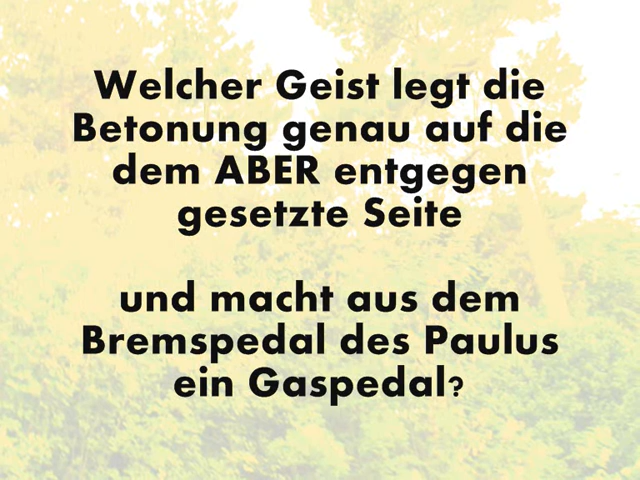 Welcher Geist legt die
Betonung genau auf die
dem ABER entgegen
gesetzte Seite
und macht aus dem
Bremspedal des Paulus
ein Gaspedal?